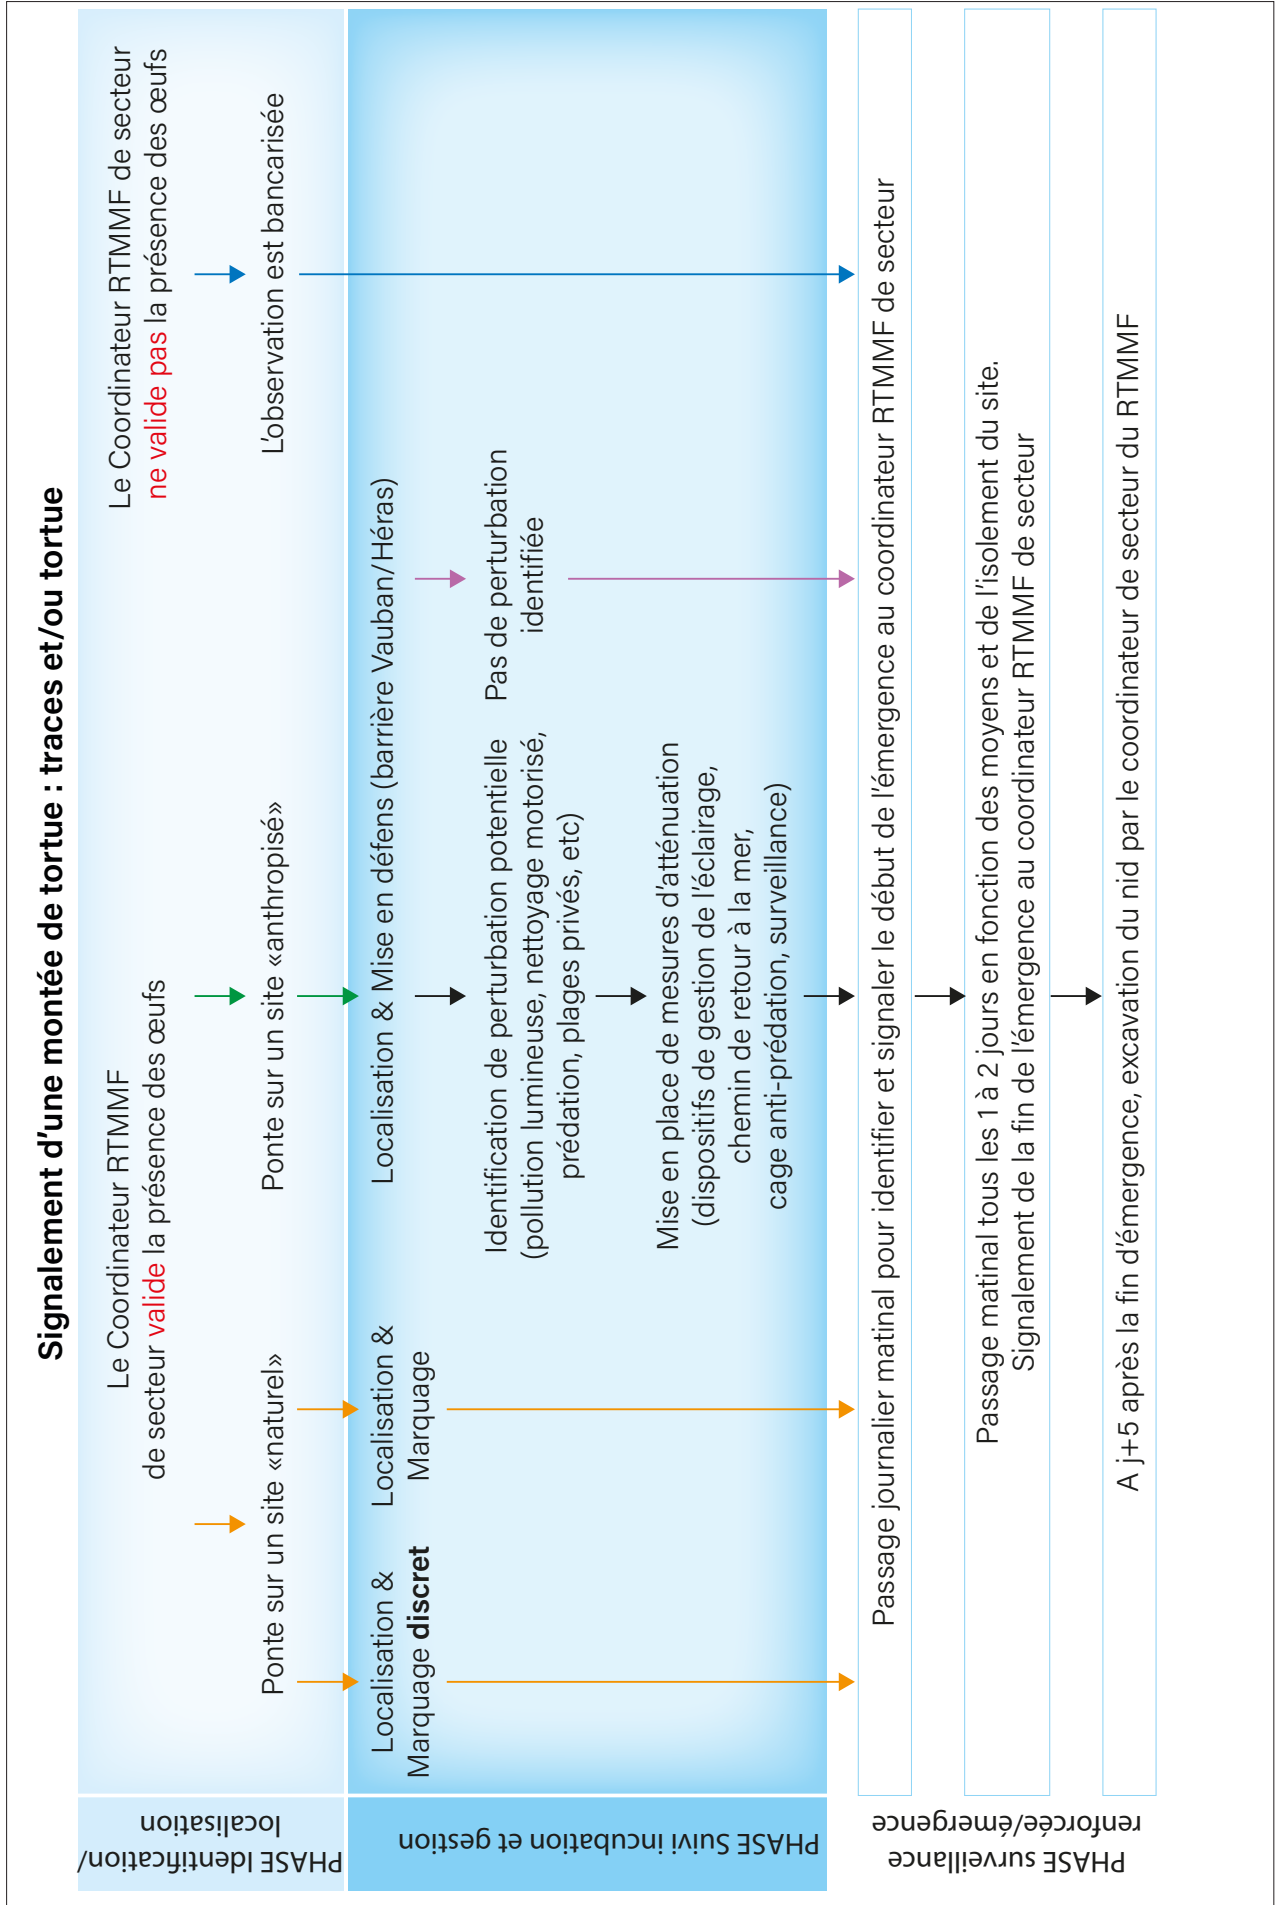 Signalement d'une montée de tortue : traces et/ou tortue
PHASE Identification/
localisation
Le Coordinateur RTMMF
de secteur valide la présence des œufs
Le Coordinateur RTMMF de secteur
ne valide pas la présence des œufs
Ponte sur un site «naturel»
Ponte sur un site «anthropisé»
L'observation est bancarisée
PHASE Suivi incubation et gestion
Localisation &
Marquage discret
Localisation &
Marquage
Localisation & Mise en défens (barrière Vauban/Héras)
Identification de perturbation potentielle
(pollution lumineuse, nettoyage motorisé,
prédation, plages privés, etc)
Pas de perturbation
identifiée
Mise en place de mesures d'atténuation
(dispositifs de gestion de l'éclairage,
chemin de retour à la mer,
cage anti-prédation, surveillance)
PHASE surveillance
renforcée/émergence
Passage journalier matinal pour identifier et signaler le début de l'émergence au coordinateur RTMMF de secteur
Passage matinal tous les 1 à 2 jours en fonction des moyens et de l'isolement du site.
Signalement de la fin de l'émergence au coordinateur RTMMF de secteur
A j+5 après la fin d'émergence, excavation du nid par le coordinateur de secteur du RTMMF